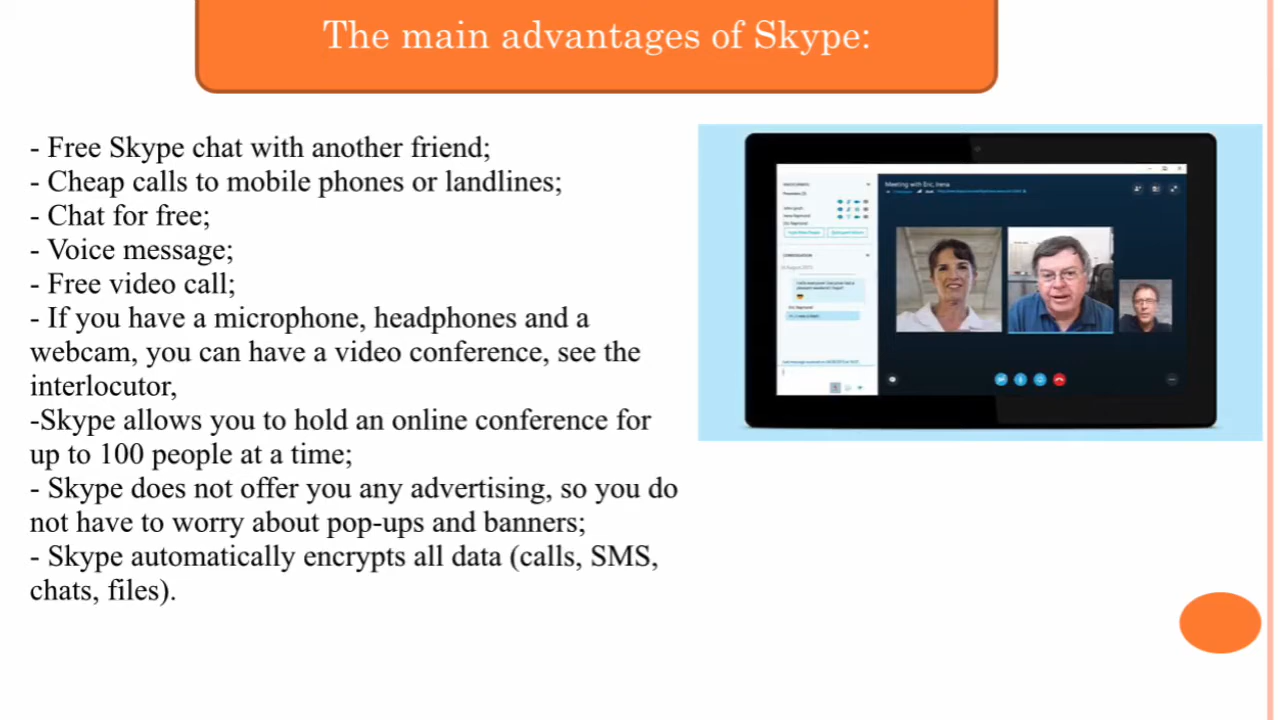 The main advantages of Skype:
- Free Skype chat with another friend;
- Cheap calls to mobile phones or landlines;
- Chat for free;
- Voice message;
- Free video call;
- If you have a microphone, headphones and a
webcam, you can have a video conference, see the
interlocutor,
-Skype allows you to hold an online conference for
up to 100 people at a time;
- Skype does not offer you any advertising, so you do
not have to worry about pop-ups and banners;
- Skype automatically encrypts all data (calls, SMS,
chats, files).
Meeting with Eric, Irena